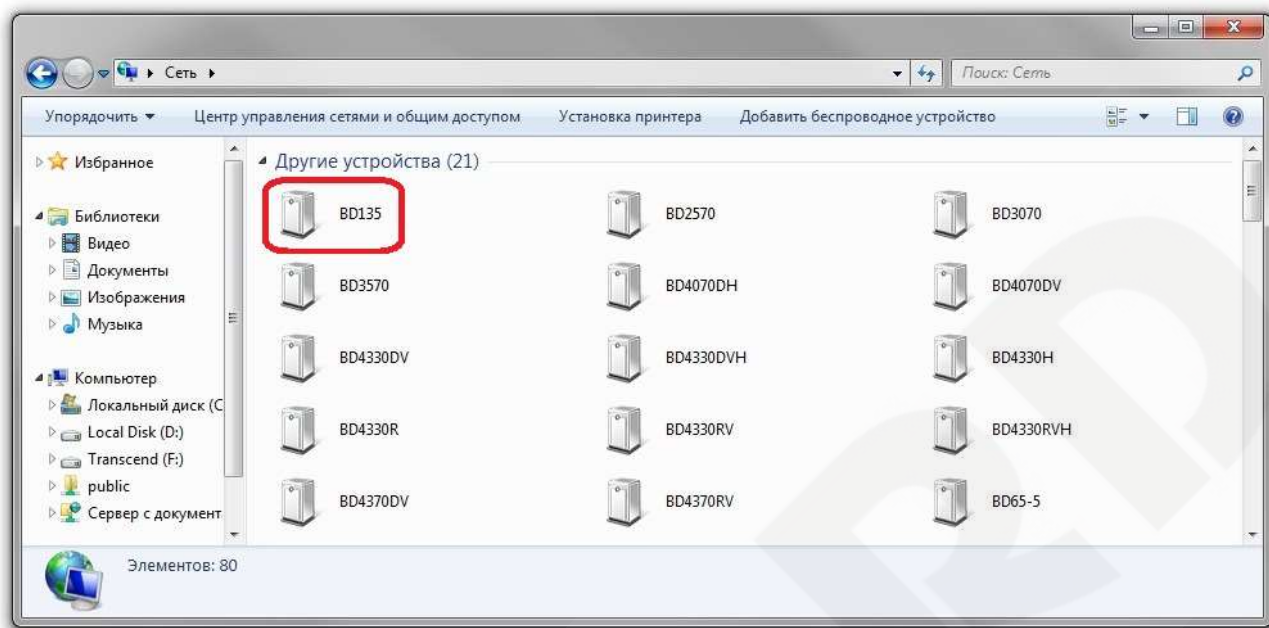 Сеть
Поиск: Сеть
Упорядочить Центр управления сетями и общим доступом Установка принтера Добавить беспроводное устройство
Избранное
Библиотеки
Видео
Документы
Изображения
Музыка
Компьютер
Локальный диск (C
Local Disk (D:)
Transcend (F:)
public
Сервер с документ
Другие устройства (21)
BD135 BD2570 BD3070
BD3570 BD4070DH BD4070DV
BD4330DV BD4330DVH BD4330H
BD4330R BD4330RV BD4330RVH
BD4370DV BD4370RV BD65-5
Элементов: 80